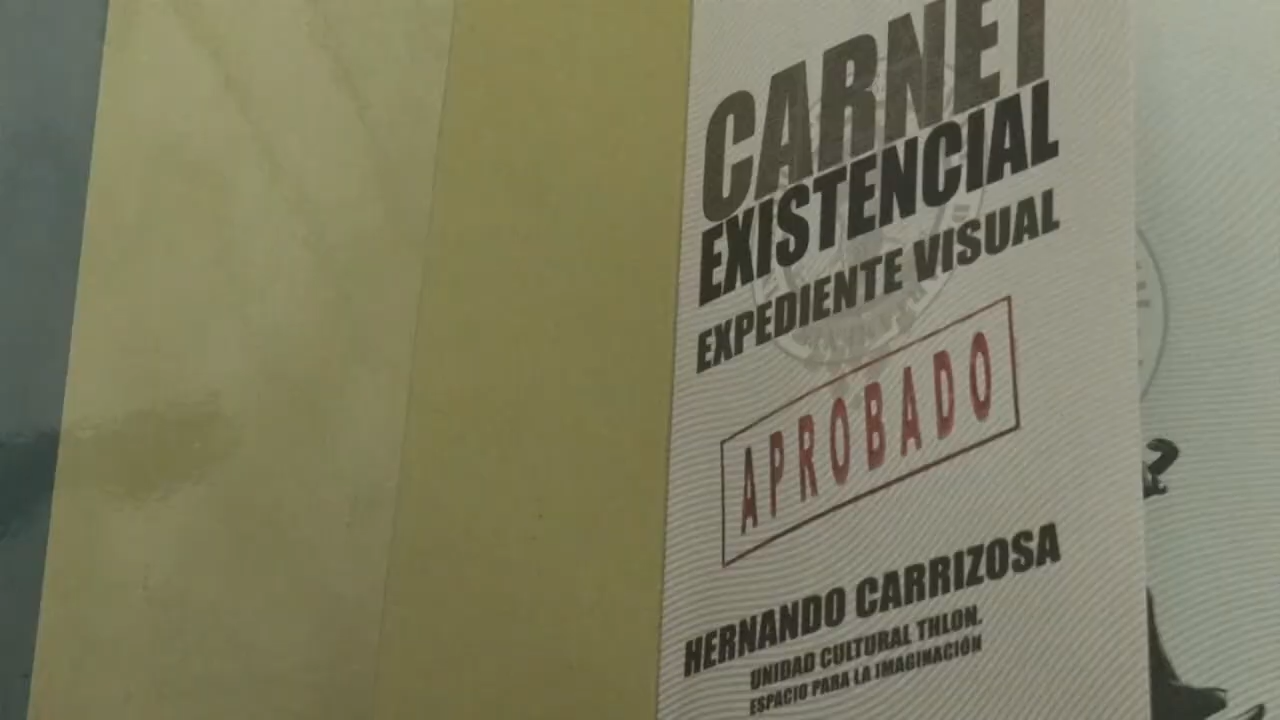 CARNET
EXISTENCIAL
EXPEDIENTE VISUAL
APROBADO
HERNANDO CARRIZOSA
UNIDAD CULTURAL THLON.
ESPACIO PARA LA IMAGINACIÓN